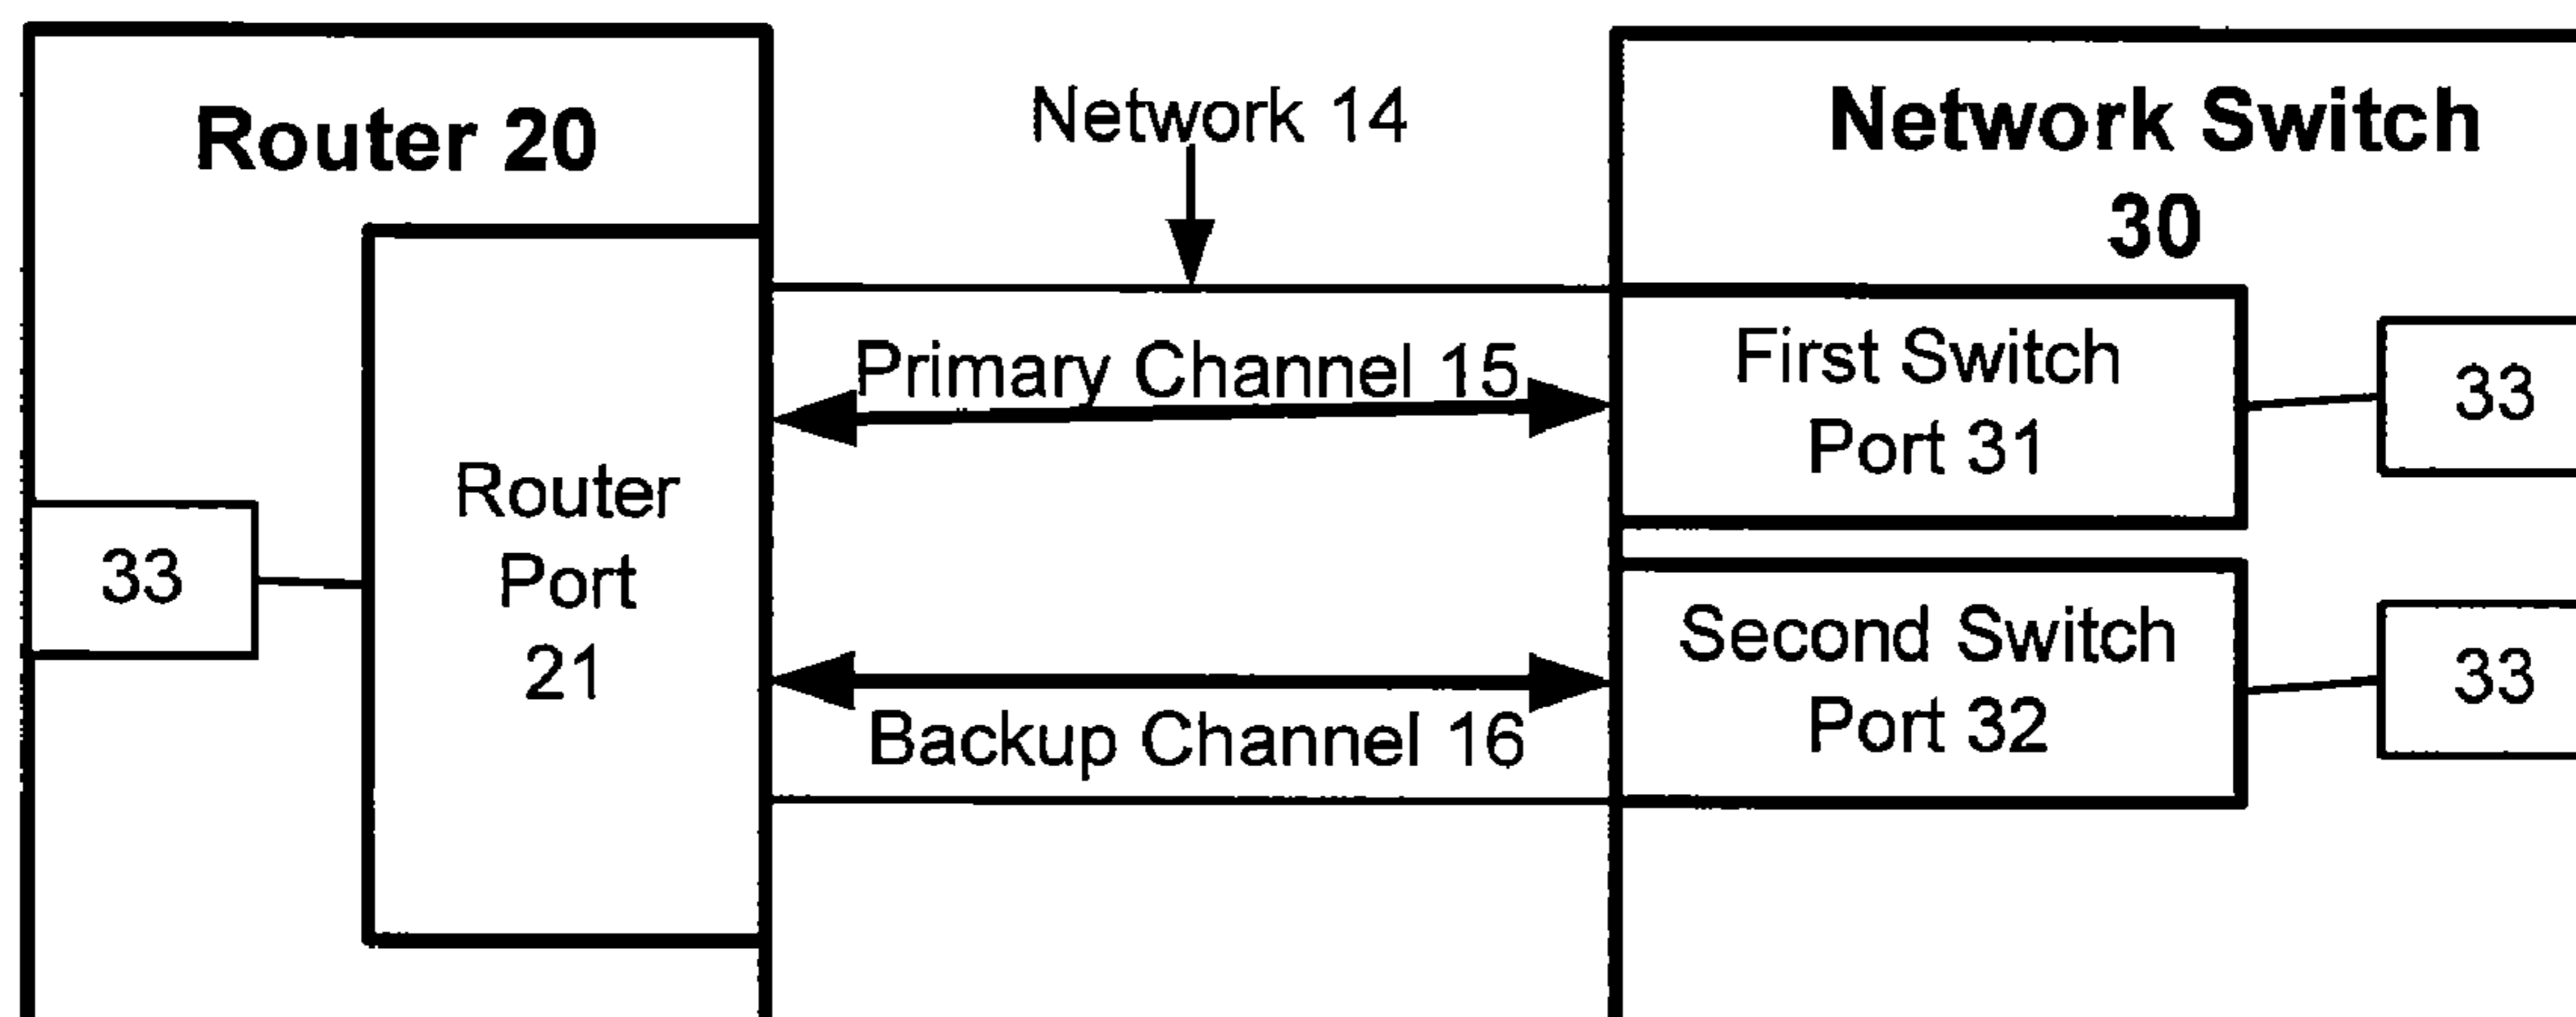 Router 20
Network 14
Network Switch
30
Primary Channel 15
First Switch
Port 31
33
33
Router
Port
21
Second Switch
Port 32
33
Backup Channel 16